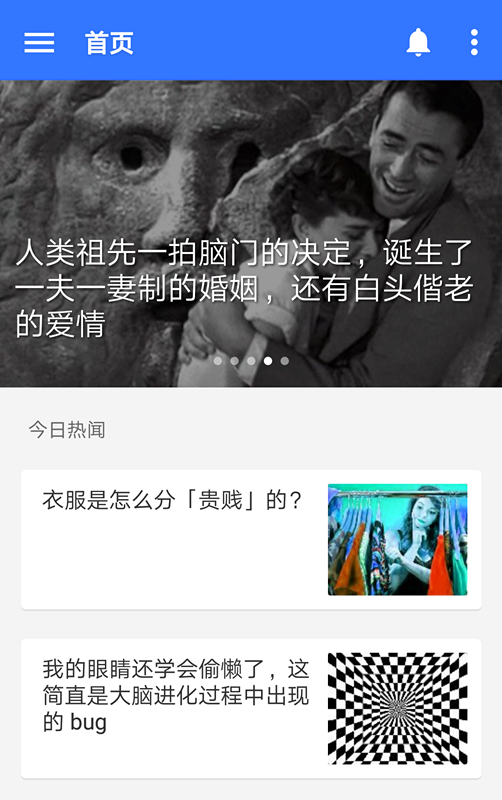 首页
人类祖先一拍脑门的决定，诞生了
一夫一妻制的婚姻，还有白头偕老
的爱情
今日热闻
衣服是怎么分「贵贱」的？
我的眼睛还学会偷懒了，这
简直是大脑进化过程中出现
的 bug